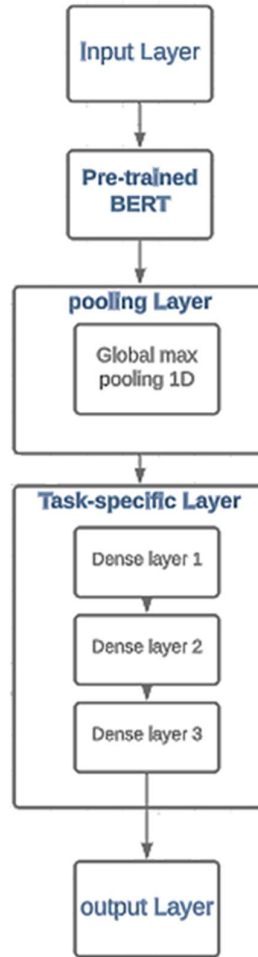 Input Layer
Pre-trained
BERT
pooling Layer
Global max
pooling 1D
Task-specific Layer
Dense layer 1
Dense layer 2
Dense layer 3
output Layer